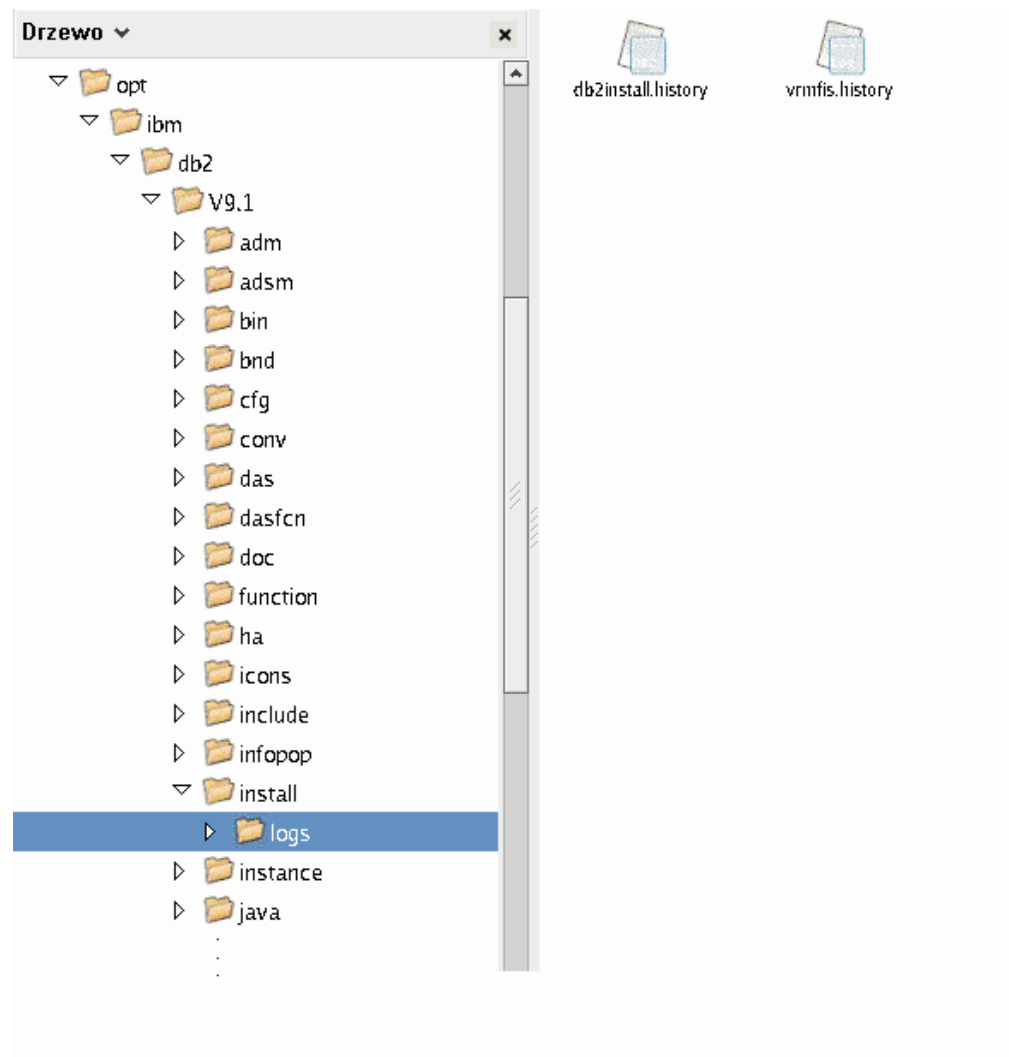 Drzewo
opt
ibm
db2
V9.1
adm
adsm
bin
bnd
cfg
conv
das
dasfcn
doc
function
ha
icons
include
infopop
install
logs
instance
java
db2install.history
vrmfis.history